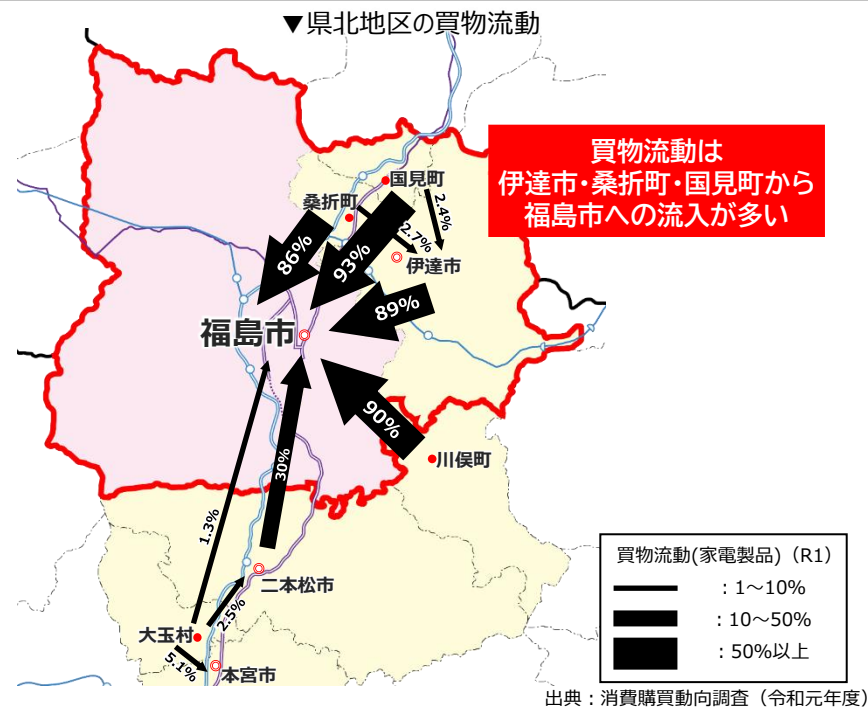 ▼県北地区の買物流動
買物流動は
伊達市・桑折町・国見町から
福島市への流入が多い
国見町
桑折町
2.4%
2.7%
86%
93%
伊達市
89%
福島市
90%
川俣町
30%
1.3%
二本松市
2.5%
大玉村
5.1%
本宮市
買物流動(家電製品)（R1）
：1～10%
：10～50%
：50%以上
出典：消費購買動向調査（令和元年度）